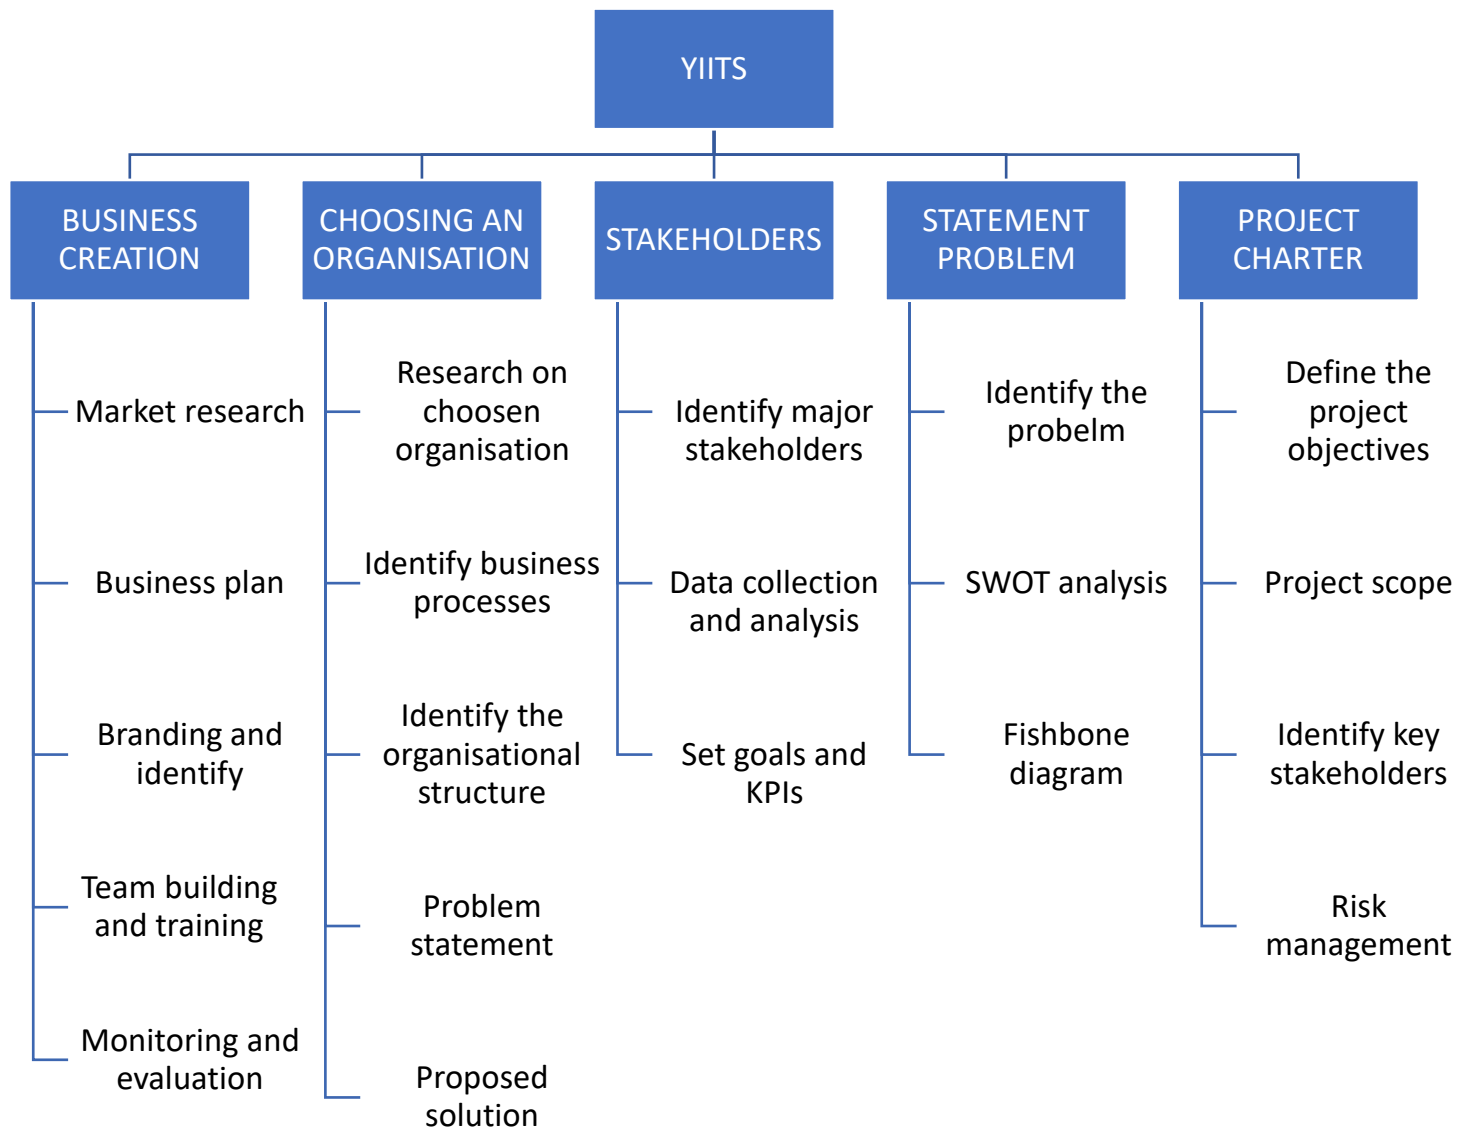 YIITS
BUSINESS
CREATION
Market research
Business plan
Branding and
identify
Team building
and training
Monitoring and
evaluation
CHOOSING AN
ORGANISATION
Research on
choosen
organisation
Identify business
processes
Identify the
organisational
structure
Problem
statement
Proposed
solution
STAKEHOLDERS
Identify major
stakeholders
Data collection
and analysis
Set goals and
KPIs
STATEMENT
PROBLEM
Identify the
probelm
SWOT analysis
Fishbone
diagram
PROJECT
CHARTER
Define the
project
objectives
Project scope
Identify key
stakeholders
Risk
management